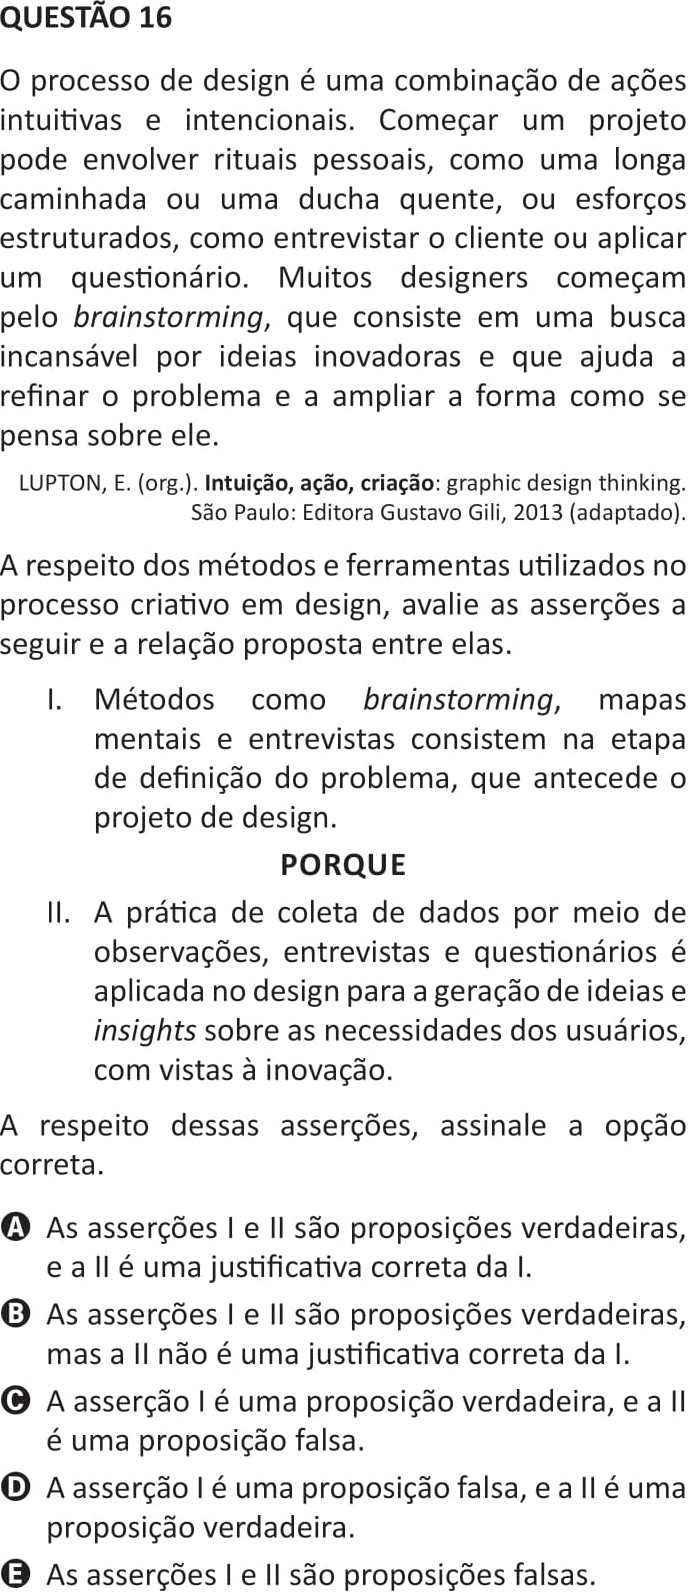 QUESTÃO 16
O processo de design é uma combinação de ações
intuitivas e intencionais. Começar um projeto
pode envolver rituais pessoais, como uma longa
caminhada ou uma ducha quente, ou esforços
estruturados, como entrevistar o cliente ou aplicar
um questionário. Muitos designers começam
pelo brainstorming, que consiste em uma busca
incansável por ideias inovadoras e que ajuda a
refinar o problema e a ampliar a forma como se
pensa sobre ele.
LUPTON, E. (org.). Intuição, ação, criação: graphic design thinking.
São Paulo: Editora Gustavo Gili, 2013 (adaptado).
A respeito dos métodos e ferramentas utilizados no
processo criativo em design, avalie as asserções a
seguir e a relação proposta entre elas.
I. Métodos como brainstorming, mapas
mentais e entrevistas consistem na etapa
de definição do problema, que antecede o
projeto de design.
PORQUE
II. A prática de coleta de dados por meio de
observações, entrevistas e questionários é
aplicada no design para a geração de ideias e
insights sobre as necessidades dos usuários,
com vistas à inovação.
A respeito dessas asserções, assinale a opção
correta.
A As asserções I e II são proposições verdadeiras,
e a II é uma justificativa correta da I.
B As asserções I e II são proposições verdadeiras,
mas a II não é uma justificativa correta da I.
C A asserção I é uma proposição verdadeira, e a II
é uma proposição falsa.
D A asserção I é uma proposição falsa, e a II é uma
proposição verdadeira.
E As asserções I e II são proposições falsas.